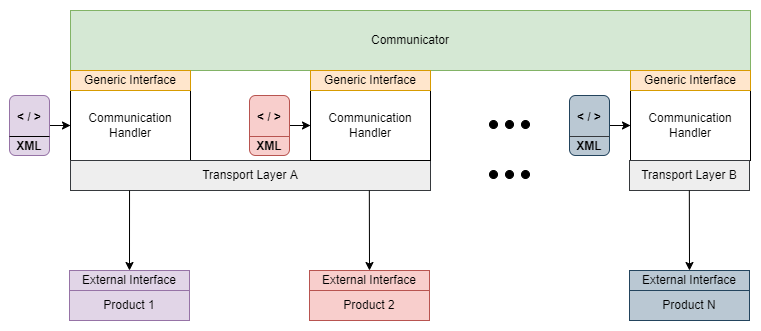 Communicator
Generic Interface
Generic Interface
Generic Interface
</>
XML
Communication
Handler
</>
XML
Communication
Handler
</>
XML
Communication
Handler
Transport Layer A
Transport Layer B
External Interface
Product 1
External Interface
Product 2
External Interface
Product N